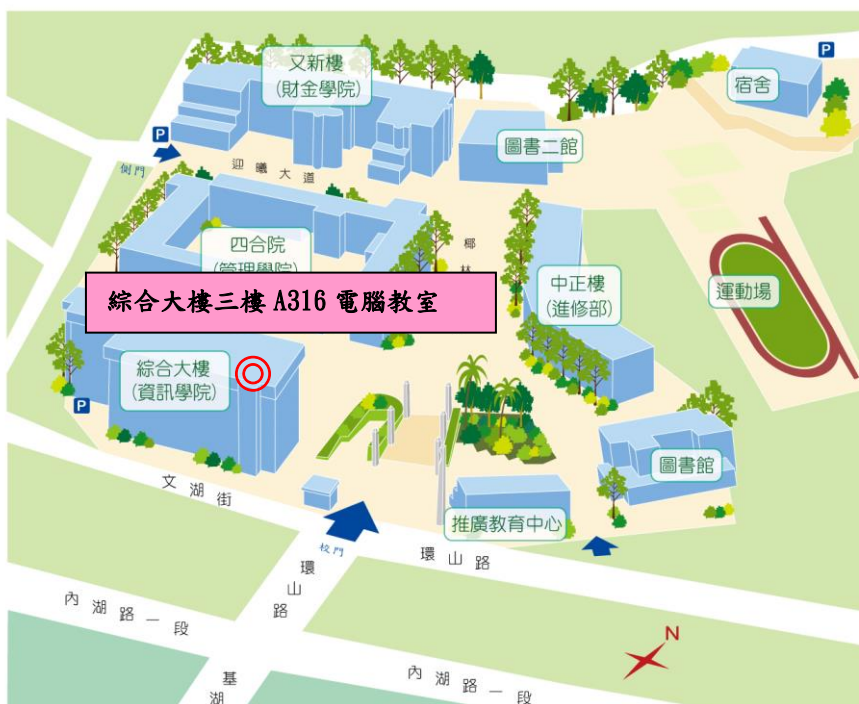 又新樓
(財金學院)
P
宿舍
圖書二館
P
側門
迎曦大道
四合院
(管理學院)
椰林
綜合大樓三樓 A316 電腦教室
中正樓
(進修部)
運動場
綜合大樓
(資訊學院)
P
圖書館
文湖街
推廣教育中心
校門
環山路
環山路
內湖路一段
N
基湖
內湖路一段